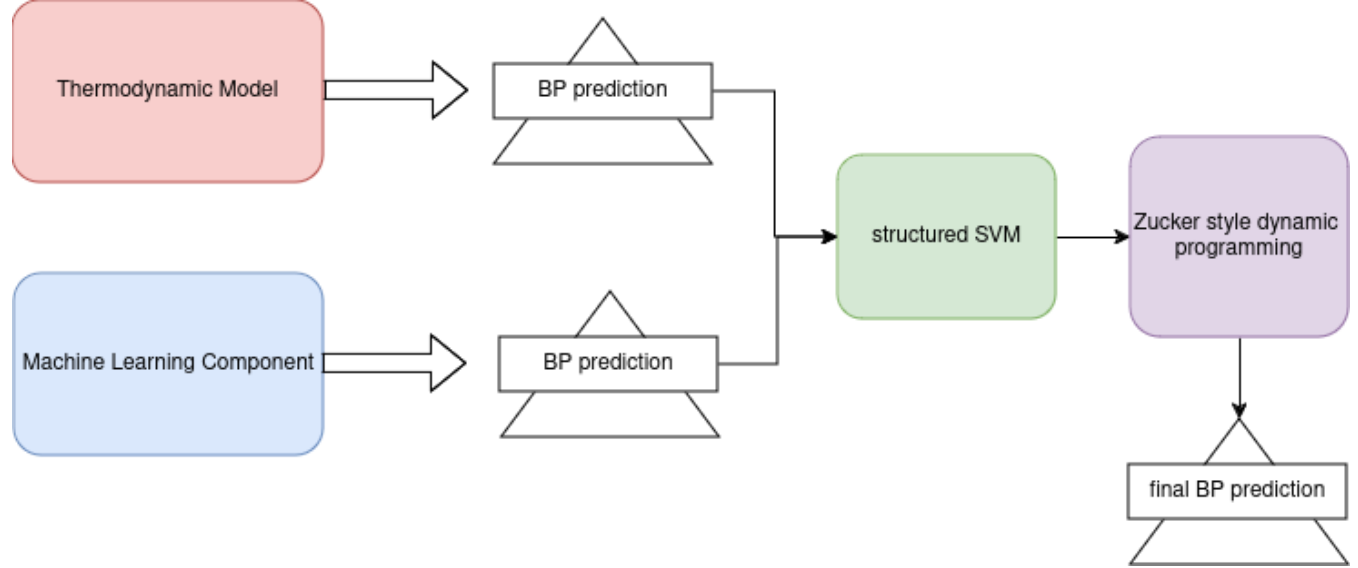 Thermodynamic Model
BP prediction
Machine Learning Component
BP prediction
structured SVM
Zucker style dynamic
programming
final BP prediction